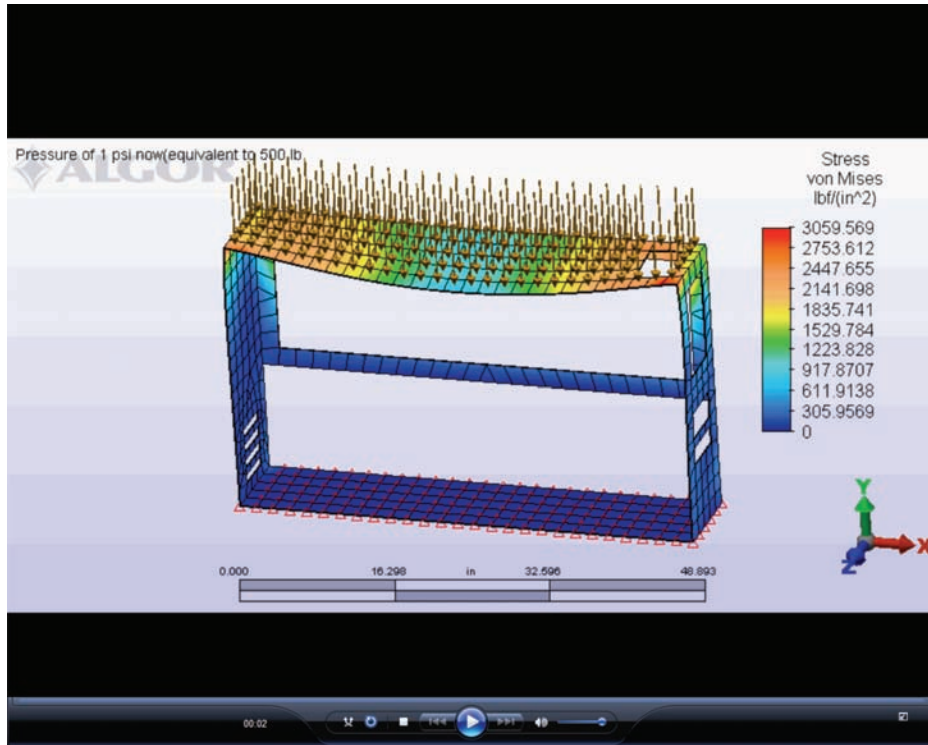 Pressure of 1 psi now(equivalent to 500 lb
ALGOR
Stress
von Mises
lbf/(in^2)
3059.569
2753.612
2447.655
2141.698
1835.741
1529.784
1223.828
917.8707
611.9138
305.9569
0
Y
X
Z
0.000 16.298 in 32.596 48.893
00:02